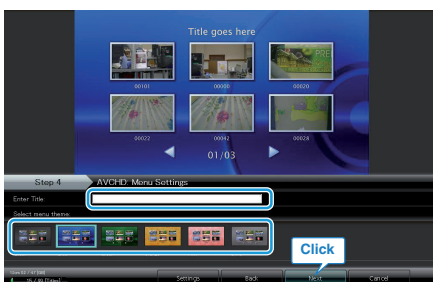 Title goes here
00101 00000 00020
00022 00042 00028
01/03
Step 4 AVCHD: Menu Settings
Enter Title:
Select menu theme:
Click
Settings Back Next Cancel